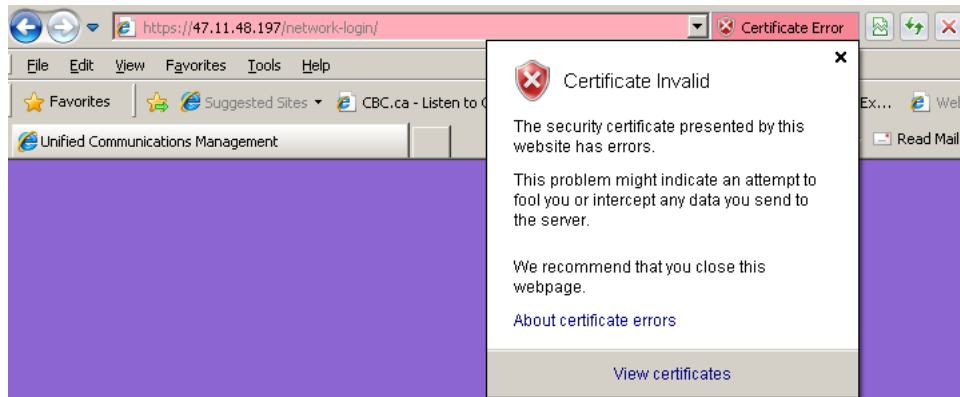 https://47.11.48.197/network-login/
Certificate Error
File Edit View Favorites Tools Help
Favorites Suggested Sites CBC.ca - Listen to
Ex...
Unified Communications Management
Read Mail
Certificate Invalid
The security certificate presented by this
website has errors.
This problem might indicate an attempt to
fool you or intercept any data you send to
the server.
We recommend that you close this
webpage.
About certificate errors
View certificates